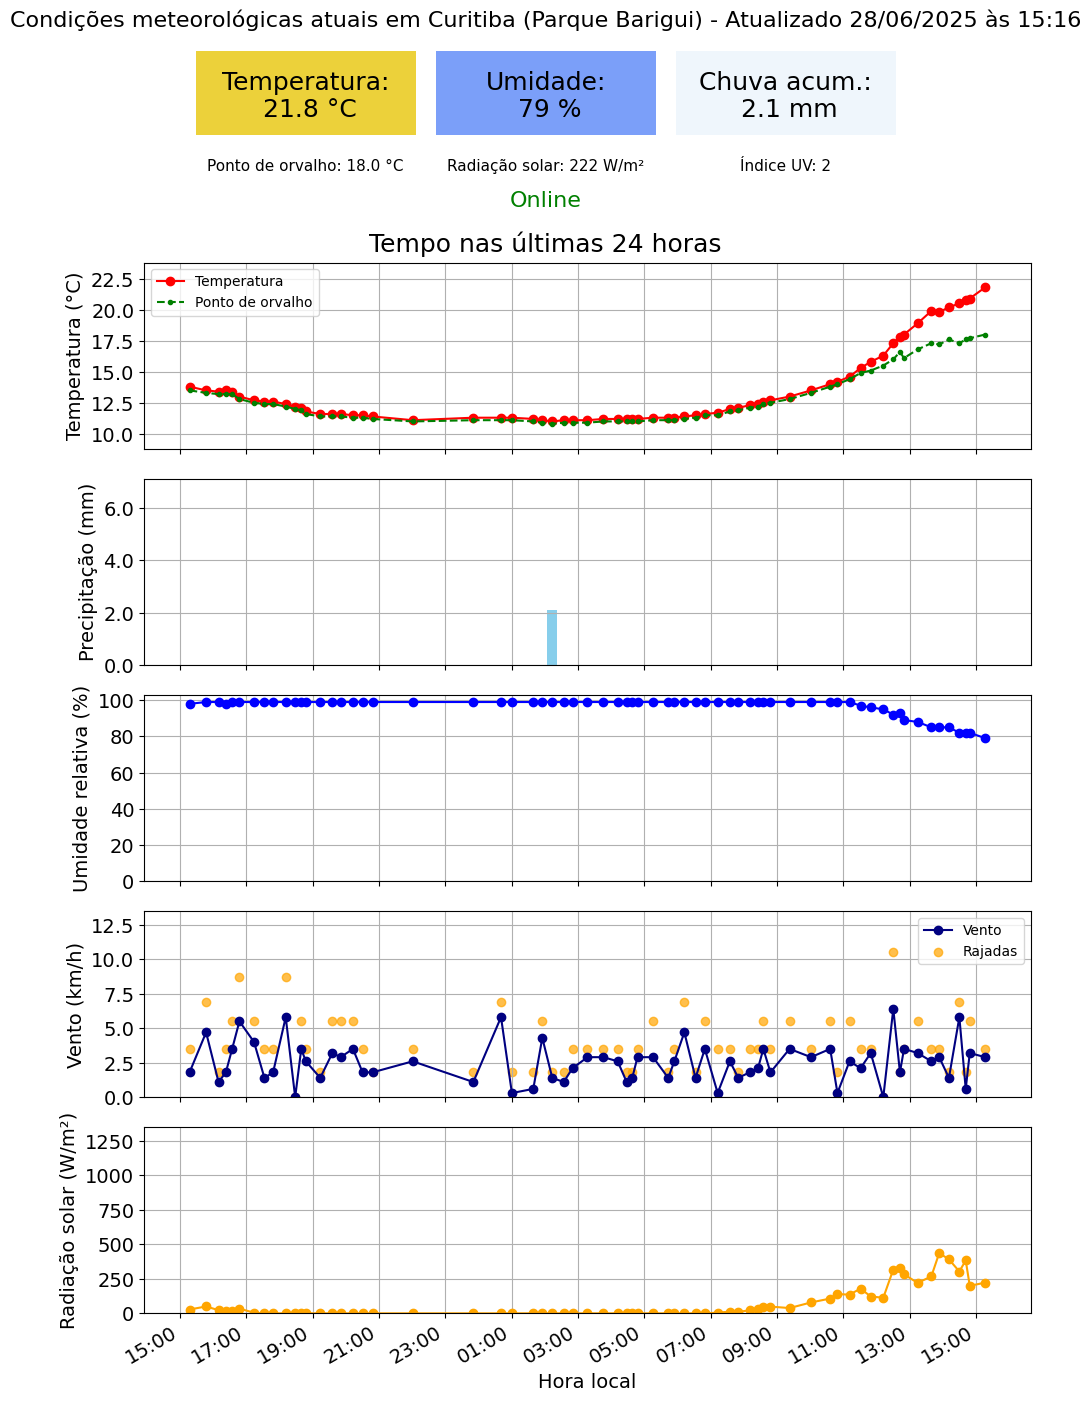 Condições meteorológicas atuais em Curitiba (Parque Barigui) - Atualizado 28/06/2025 às 15:16
Temperatura:
21.8 °C
Umidade:
79 %
Chuva acum.:
2.1 mm
Ponto de orvalho: 18.0 °C
Radiação solar: 222 W/m²
Índice UV: 2
Online
Tempo nas últimas 24 horas
Temperatura (°C)
22.5
20.0
17.5
15.0
12.5
10.0
Temperatura
Ponto de orvalho
Precipitação (mm)
6.0
4.0
2.0
0.0
Umidade relativa (%)
100
80
60
40
20
0
Vento (km/h)
12.5
10.0
7.5
5.0
2.5
0.0
Vento
Rajadas
Radiação solar (W/m²)
1250
1000
750
500
250
0
15:00
17:00
19:00
21:00
23:00
01:00
03:00
05:00
07:00
09:00
11:00
13:00
15:00
Hora local